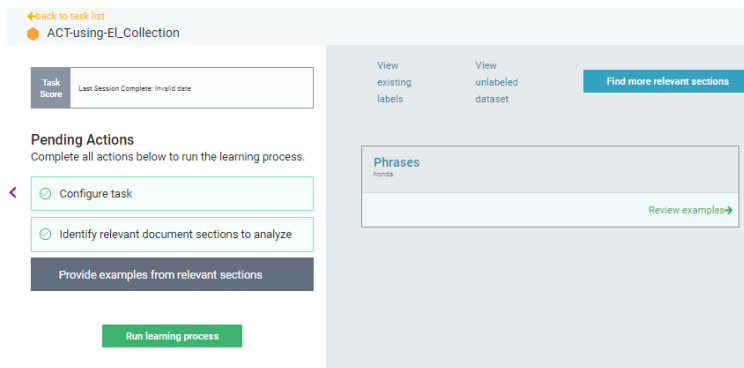 back to task list
ACT-using-El_Collection
Task
Score
Last Session Complete: Invalid date
Pending Actions
Complete all actions below to run the learning process.
Configure task
Identify relevant document sections to analyze
Provide examples from relevant sections
Run learning process
View
existing
labels
View
unlabeled
dataset
Find more relevant sections
Phrases
honda
Review examples